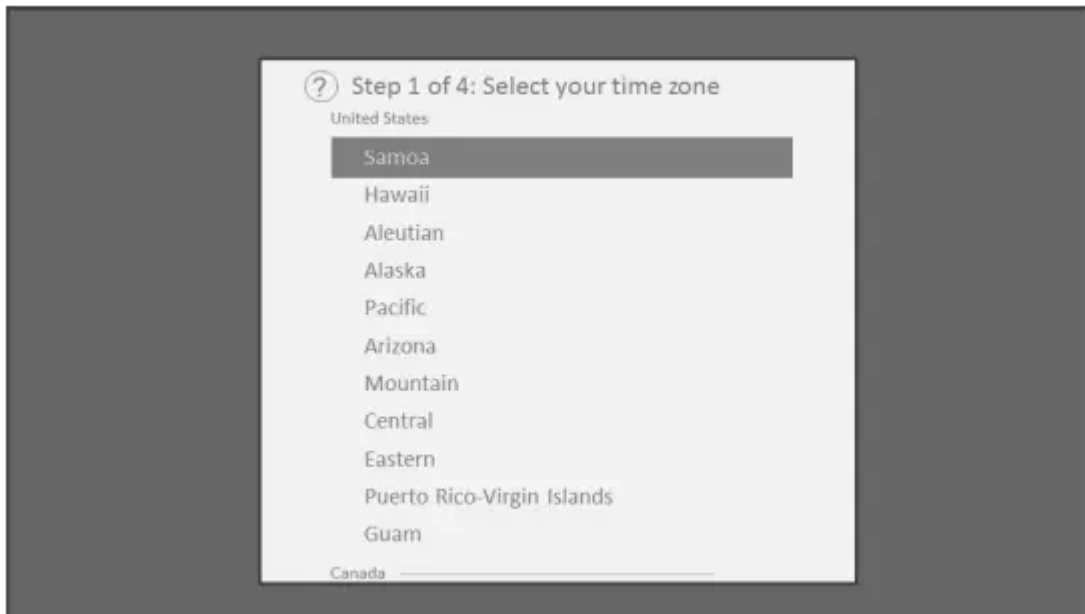 ? Step 1 of 4: Select your time zone
United States
Samoa
Hawaii
Aleutian
Alaska
Pacific
Arizona
Mountain
Central
Eastern
Puerto Rico-Virgin Islands
Guam
Canada